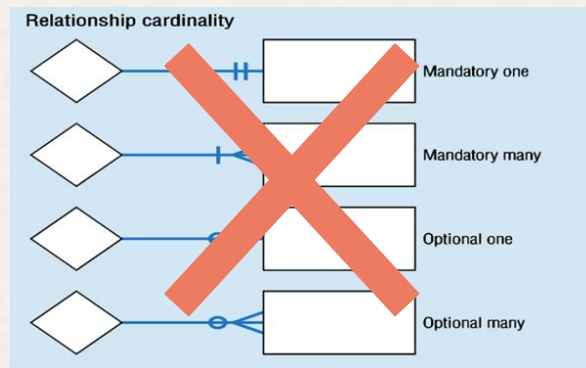 Relationship cardinality
Mandatory one
Mandatory many
Optional one
Optional many